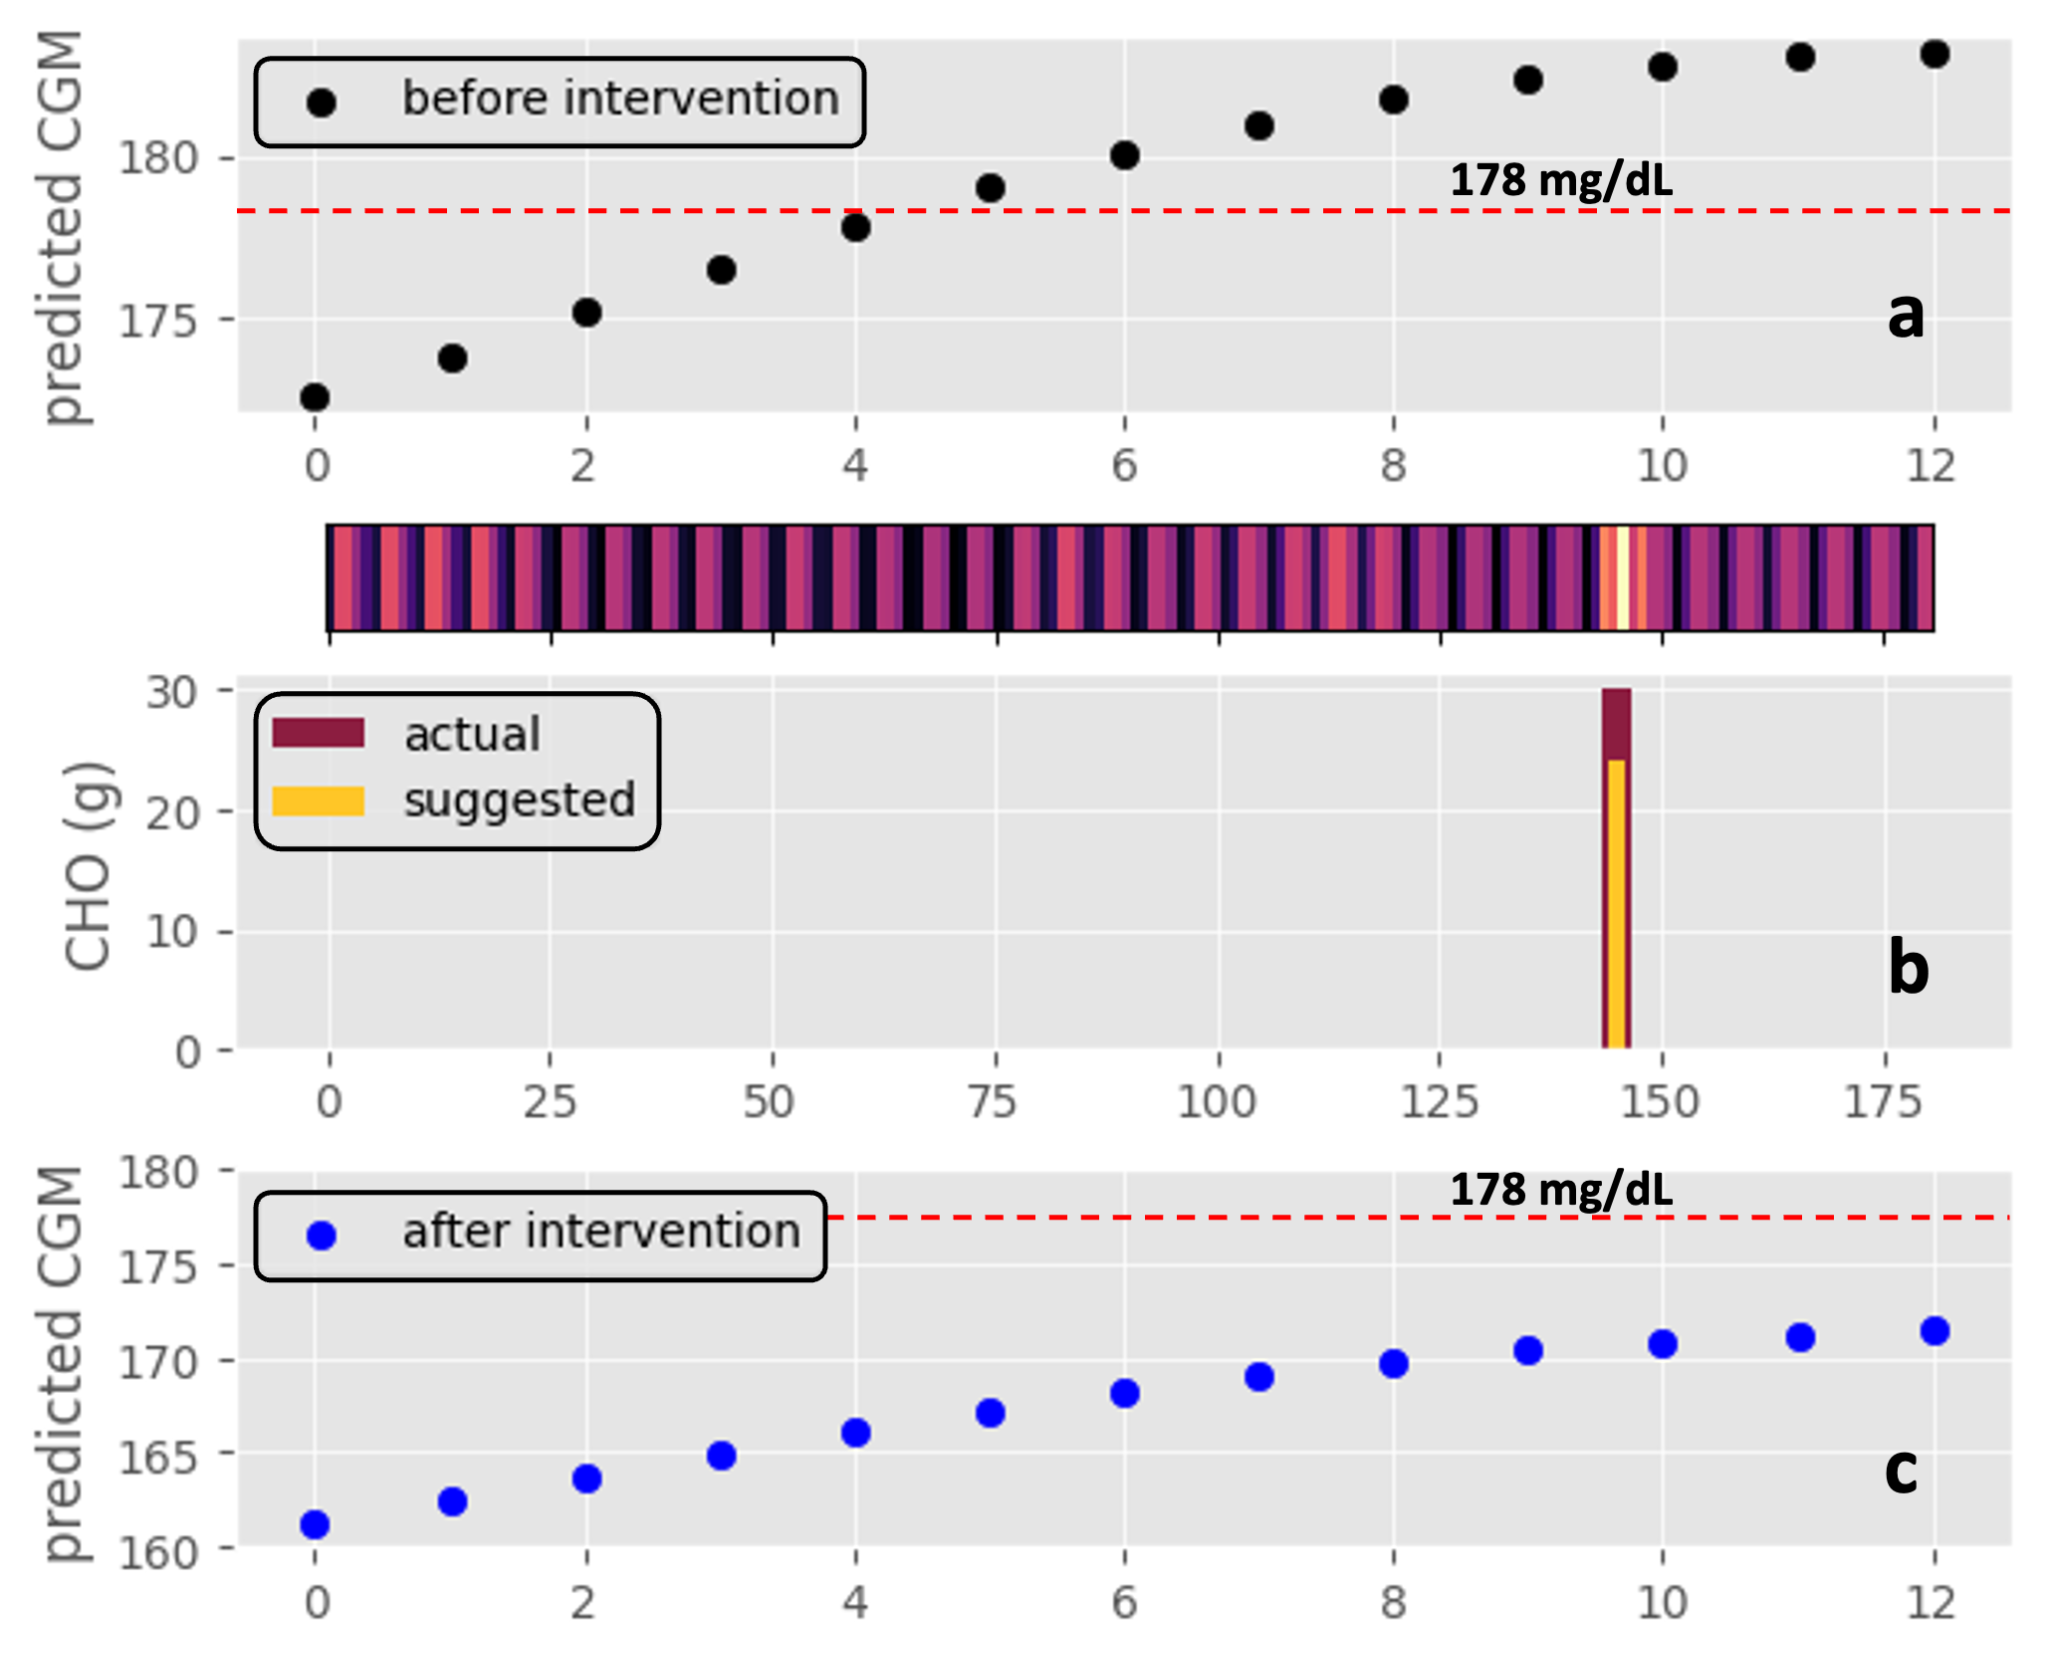 predicted CGM
before intervention
180
175
178 mg/dL
a
0 2 4 6 8 10 12
CHO (g)
30
20
10
0
actual
suggested
b
0 25 50 75 100 125 150 175
predicted CGM
180
175
170
165
160
after intervention
178 mg/dL
c
0 2 4 6 8 10 12